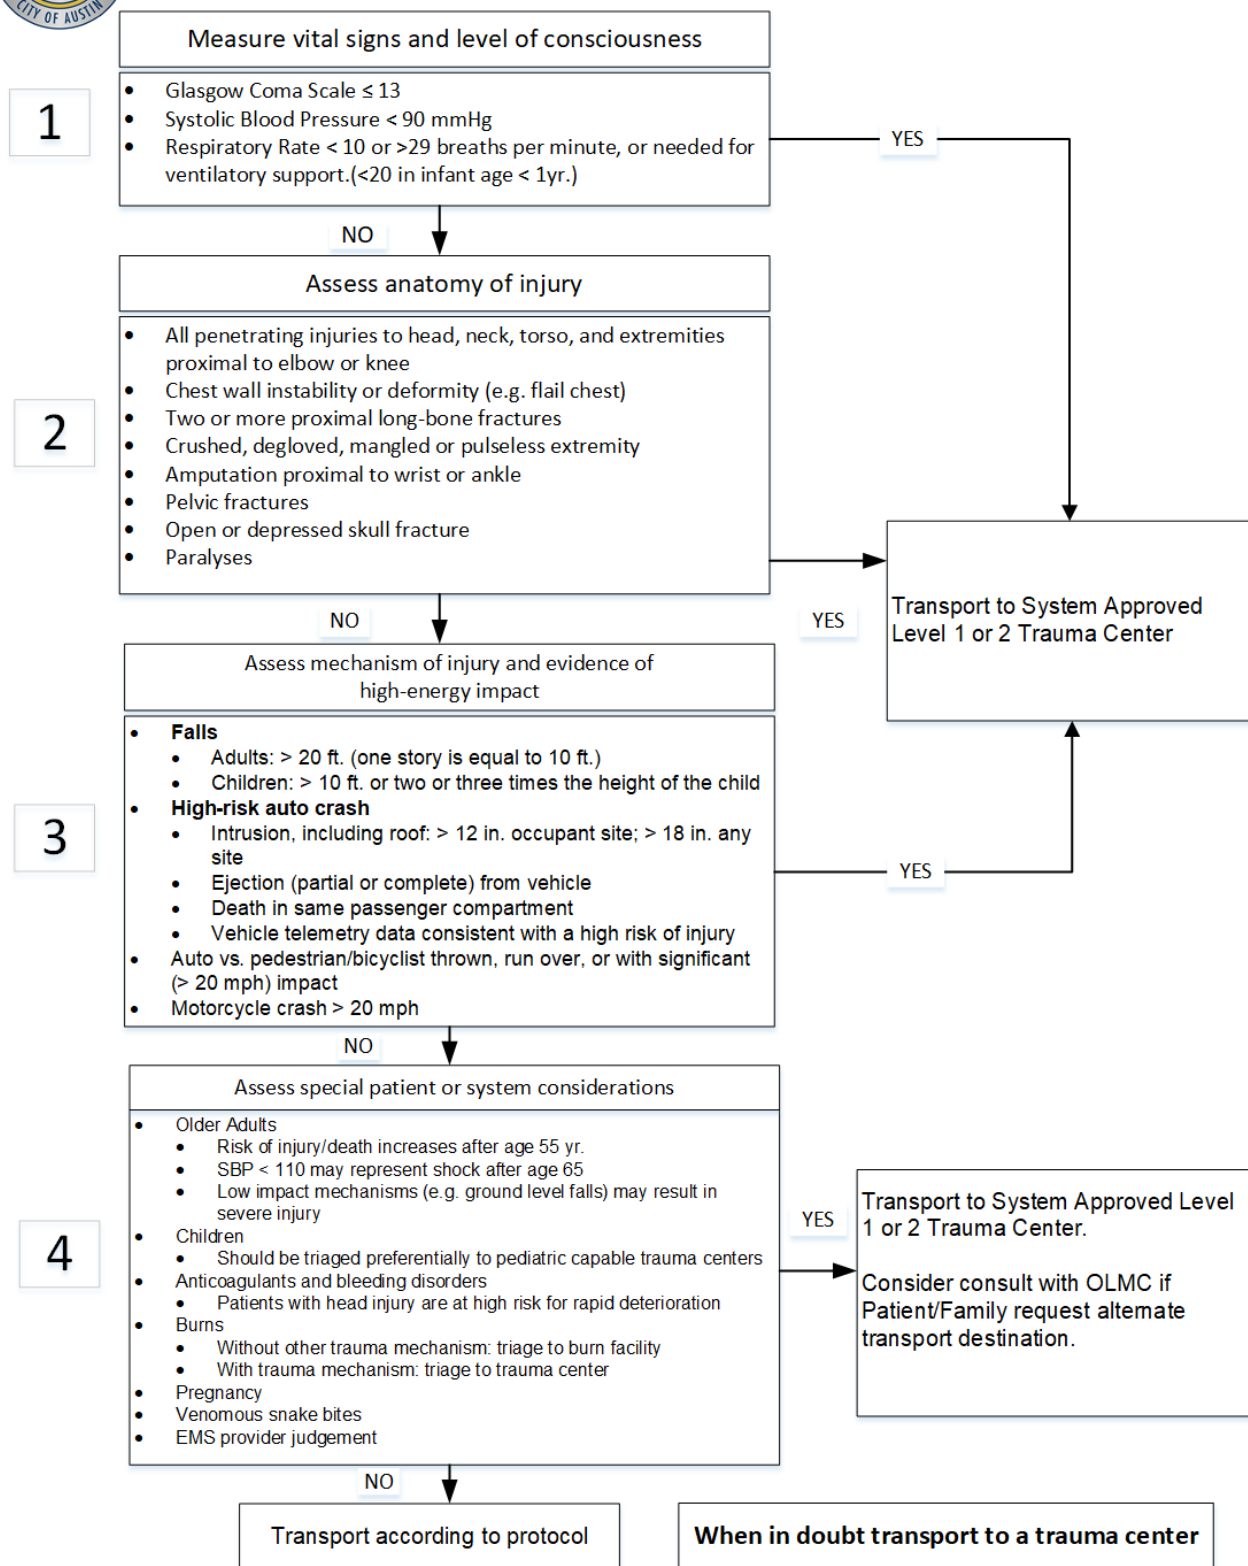 CITY OF AUSTIN
Measure vital signs and level of consciousness
1
• Glasgow Coma Scale ≤ 13
• Systolic Blood Pressure < 90 mmHg
• Respiratory Rate < 10 or >29 breaths per minute, or needed for
ventilatory support.(<20 in infant age < 1yr.)
YES
NO
Assess anatomy of injury
2
• All penetrating injuries to head, neck, torso, and extremities
proximal to elbow or knee
• Chest wall instability or deformity (e.g. flail chest)
• Two or more proximal long-bone fractures
• Crushed, degloved, mangled or pulseless extremity
• Amputation proximal to wrist or ankle
• Pelvic fractures
• Open or depressed skull fracture
• Paralyses
YES
Transport to System Approved
Level 1 or 2 Trauma Center
NO
Assess mechanism of injury and evidence of
high-energy impact
3
• Falls
• Adults: > 20 ft. (one story is equal to 10 ft.)
• Children: > 10 ft. or two or three times the height of the child
• High-risk auto crash
• Intrusion, including roof: > 12 in. occupant site; > 18 in. any
site
• Ejection (partial or complete) from vehicle
• Death in same passenger compartment
• Vehicle telemetry data consistent with a high risk of injury
• Auto vs. pedestrian/bicyclist thrown, run over, or with significant
(> 20 mph) impact
• Motorcycle crash > 20 mph
YES
NO
Assess special patient or system considerations
4
• Older Adults
• Risk of injury/death increases after age 55 yr.
• SBP < 110 may represent shock after age 65
• Low impact mechanisms (e.g. ground level falls) may result in
severe injury
• Children
• Should be triaged preferentially to pediatric capable trauma centers
• Anticoagulants and bleeding disorders
• Patients with head injury are at high risk for rapid deterioration
• Burns
• Without other trauma mechanism: triage to burn facility
• With trauma mechanism: triage to trauma center
• Pregnancy
• Venomous snake bites
• EMS provider judgement
YES
Transport to System Approved Level
1 or 2 Trauma Center.
Consider consult with OLMC if
Patient/Family request alternate
transport destination.
NO
Transport according to protocol
When in doubt transport to a trauma center